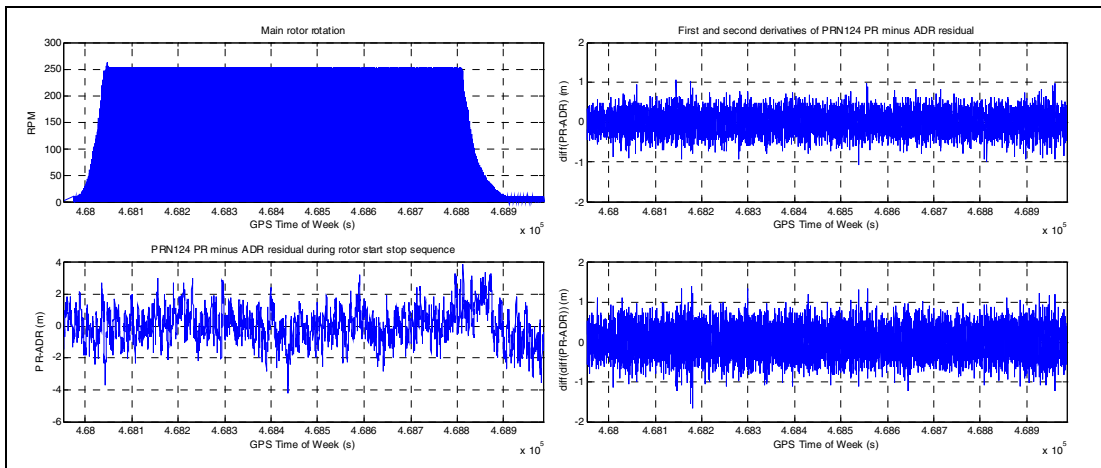 Main rotor rotation
300
250
200
150
100
50
0
RPM
4.68 4.681 4.682 4.683 4.684 4.685 4.686 4.687 4.688 4.689
GPS Time of Week (s)
x 10^5
First and second derivatives of PRN124 PR minus ADR residual
2
1
0
-1
-2
diff(PR-ADR) (m)
4.68 4.681 4.682 4.683 4.684 4.685 4.686 4.687 4.688 4.689
GPS Time of Week (s)
x 10^5
PRN124 PR minus ADR residual during rotor start stop sequence
4
2
0
-2
-4
-6
PR-ADR (m)
4.68 4.681 4.682 4.683 4.684 4.685 4.686 4.687 4.688 4.689
GPS Time of Week (s)
x 10^5
2
1
0
-1
-2
diff(diff(PR-ADR)) (m)
4.68 4.681 4.682 4.683 4.684 4.685 4.686 4.687 4.688 4.689
GPS Time of Week (s)
x 10^5